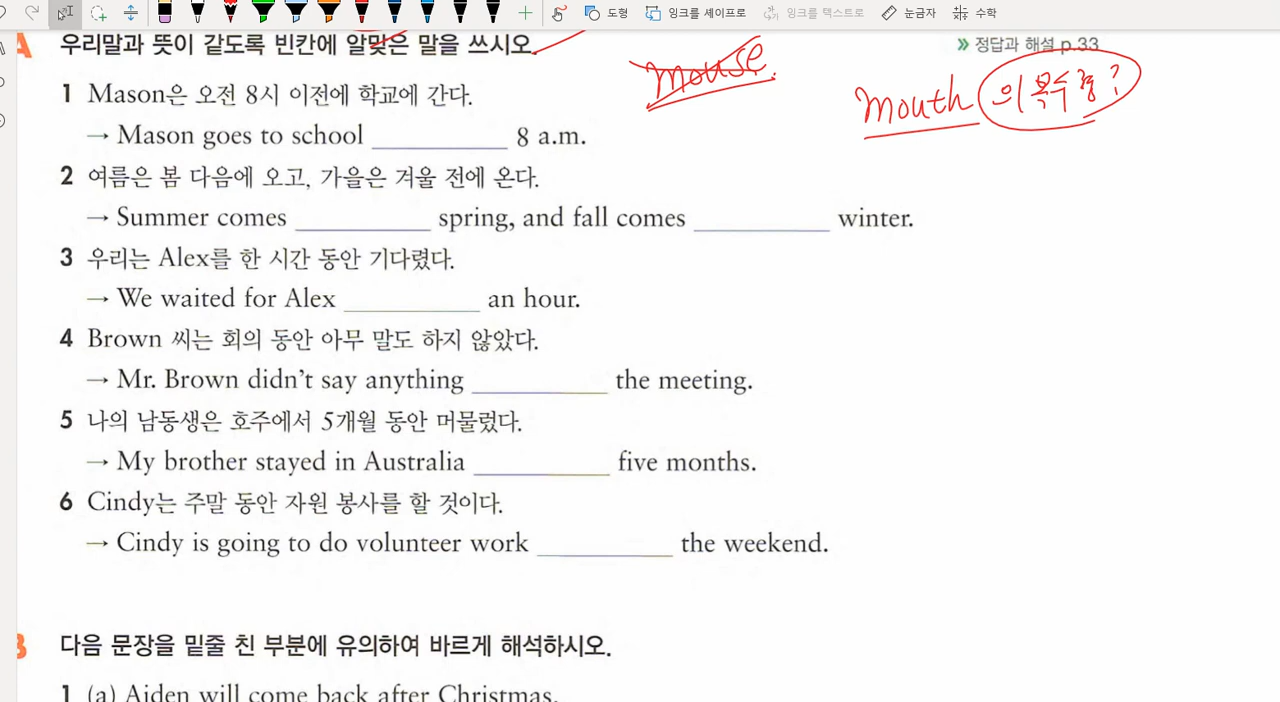 도형 잉크를 셰이프로 잉크를 텍스트로 눈금자 수학
A 우리말과 뜻이 같도록 빈칸에 알맞은 말을 쓰시오.
» 정답과 해설 p.33
mouse
mouth 의 복수형?
1 Mason은 오전 8시 이전에 학교에 간다.
→ Mason goes to school __________ 8 a.m.
2 여름은 봄 다음에 오고, 가을은 겨울 전에 온다.
→ Summer comes __________ spring, and fall comes __________ winter.
3 우리는 Alex를 한 시간 동안 기다렸다.
→ We waited for Alex __________ an hour.
4 Brown 씨는 회의 동안 아무 말도 하지 않았다.
→ Mr. Brown didn't say anything __________ the meeting.
5 나의 남동생은 호주에서 5개월 동안 머물렀다.
→ My brother stayed in Australia __________ five months.
6 Cindy는 주말 동안 자원 봉사를 할 것이다.
→ Cindy is going to do volunteer work __________ the weekend.
B 다음 문장을 밑줄 친 부분에 유의하여 바르게 해석하시오.
1 (a) Aiden will come back after Christmas.